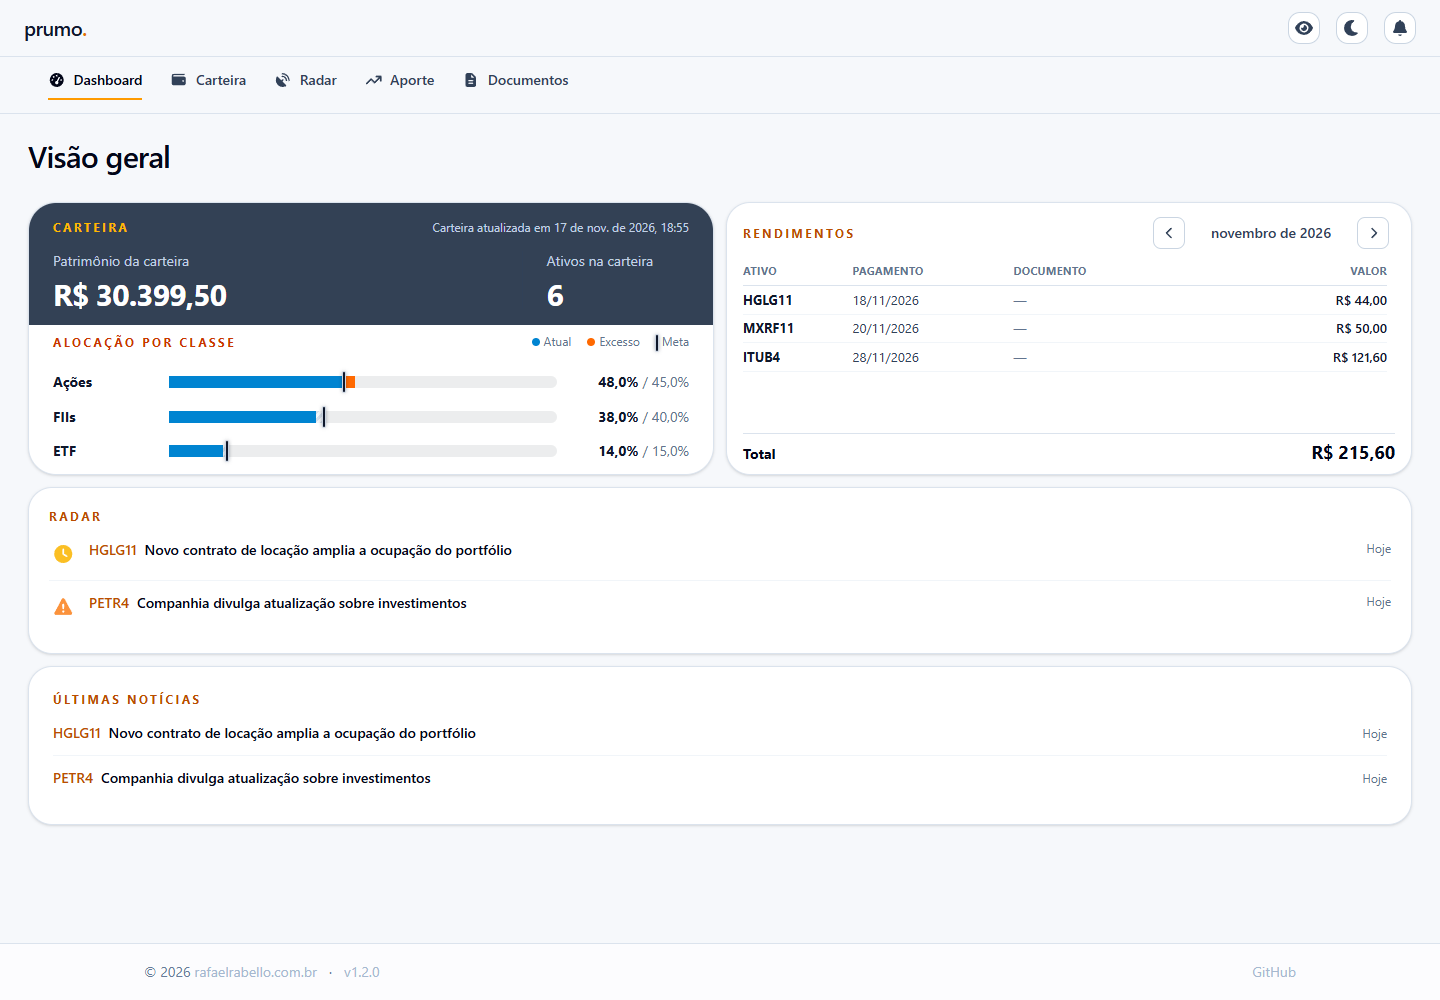 prumo.
Dashboard
Carteira
Radar
Aporte
Documentos
Visão geral
CARTEIRA
Carteira atualizada em 17 de nov. de 2026, 18:55
Patrimônio da carteira
Ativos na carteira
R$ 30.399,50
6
ALOCAÇÃO POR CLASSE
Atual
Excesso
Meta
Ações
48,0% / 45,0%
FIIs
38,0% / 40,0%
ETF
14,0% / 15,0%
RENDIMENTOS
novembro de 2026
ATIVO PAGAMENTO DOCUMENTO VALOR
HGLG11 18/11/2026 — R$ 44,00
MXRF11 20/11/2026 — R$ 50,00
ITUB4 28/11/2026 — R$ 121,60
Total R$ 215,60
RADAR
HGLG11 Novo contrato de locação amplia a ocupação do portfólio Hoje
PETR4 Companhia divulga atualização sobre investimentos Hoje
ÚLTIMAS NOTÍCIAS
HGLG11 Novo contrato de locação amplia a ocupação do portfólio Hoje
PETR4 Companhia divulga atualização sobre investimentos Hoje
© 2026 rafaelrabello.com.br · v1.2.0
GitHub